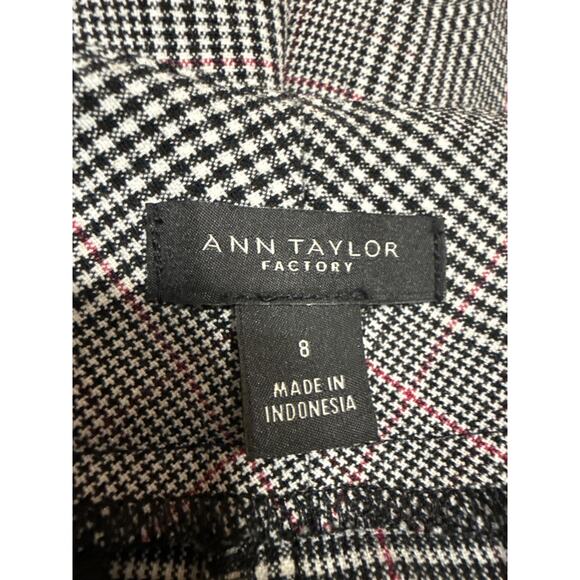 ANN TAYLOR
FACTORY
8
MADE IN
INDONESIA